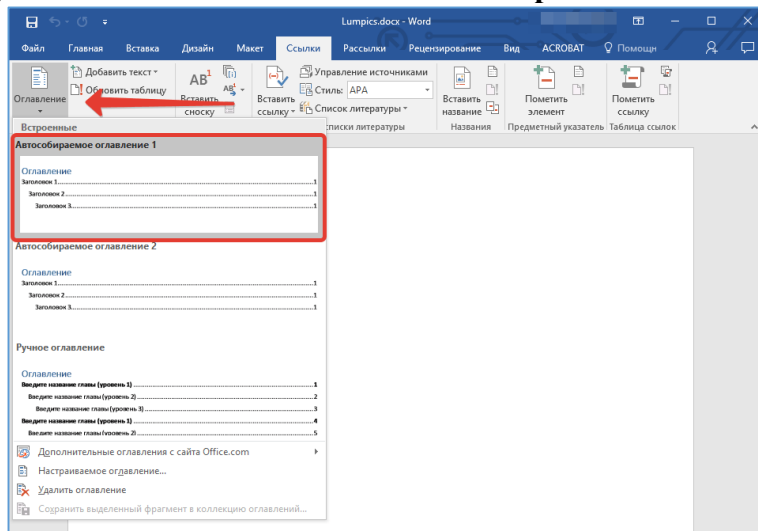 Lumpics.docx - Word
Файл Главная Вставка Дизайн Макет Ссылки Рассылки Рецензирование Вид ACROBAT Помощн
Оглавление
Добавить текст
Обновить таблицу
AB1
Вставить
сноску
AB
Вставить
ссылку
Управление источниками
Стиль: APA
Список литературы
Вставить
название
Пометить
элемент
Пометить
ссылку
списки литературы Названия Предметный указатель Таблица ссылок
Встроенные
Автособираемое оглавление 1
Оглавление
Заголовок 1.....1
Заголовок 2.....1
Заголовок 3.....1
Автособираемое оглавление 2
Оглавление
Заголовок 1.....1
Заголовок 2.....1
Заголовок 3.....1
Ручное оглавление
Оглавление
Введите название главы (уровень 1).....1
Введите название главы (уровень 2).....2
Введите название главы (уровень 3).....3
Введите название главы (уровень 1).....4
Введите название главы (уровень 2).....5
Дополнительные оглавления с сайта Office.com
Настраиваемое оглавление...
Удалить оглавление
Сохранить выделенный фрагмент в коллекцию оглавлений...